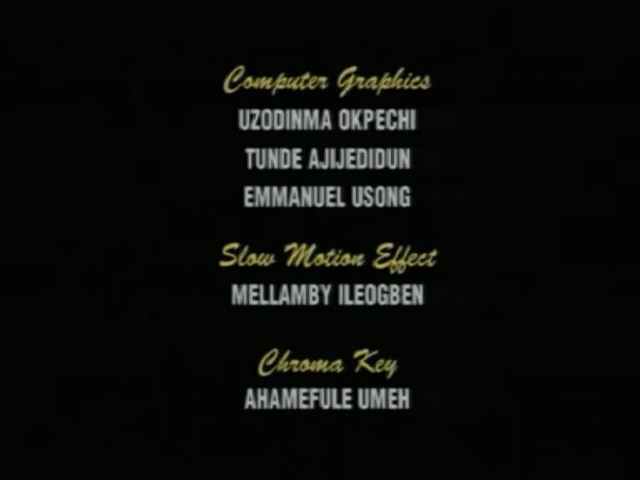 Computer Graphics
UZODINMA OKPECHI
TUNDE AJIJEDIDUN
EMMANUEL USONG
Slow Motion Effect
MELLAMBY ILEOGBEN
Chroma Key
AHAMEFULE UMEH